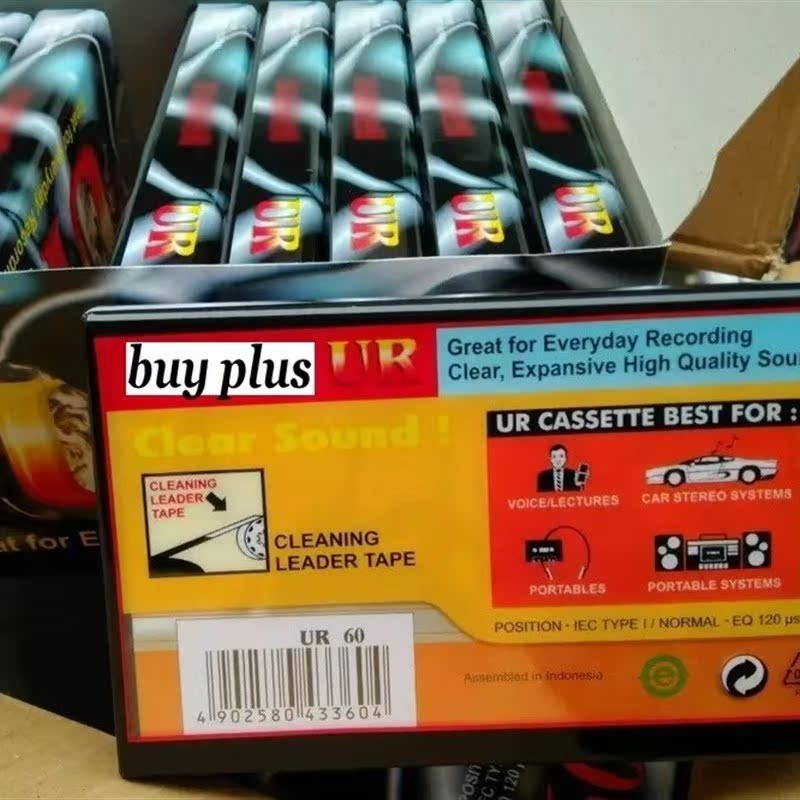 UR
UR
UR
UR
UR
buy plus UR
Great for Everyday Recording
Clear, Expansive High Quality Sou
Clear Sound !
UR CASSETTE BEST FOR :
CLEANING
LEADER
TAPE
CLEANING
LEADER TAPE
VOICE/LECTURES
CAR STEREO SYSTEMS
PORTABLES
PORTABLE SYSTEMS
at for E
POSITION · IEC TYPE I / NORMAL · EQ 120 µs
UR 60
4 902580 433604
Assembled in Indonesia